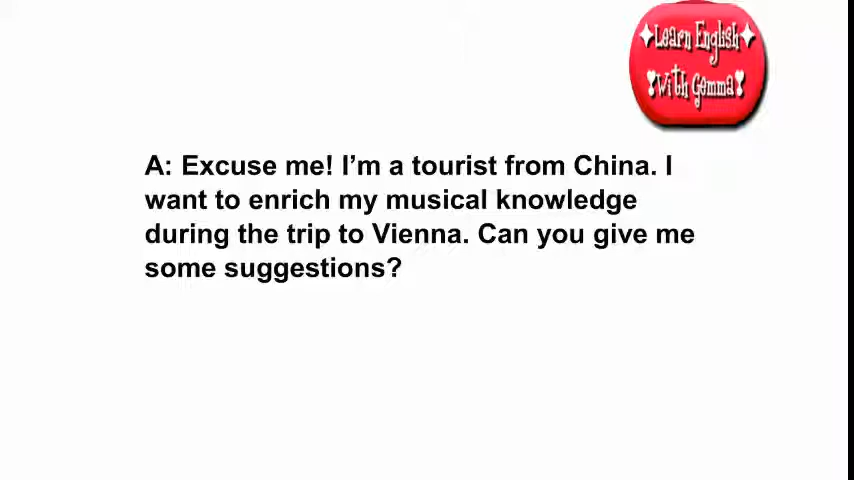 ✦Learn English✦
❣With Gemma❣
A: Excuse me! I’m a tourist from China. I
want to enrich my musical knowledge
during the trip to Vienna. Can you give me
some suggestions?